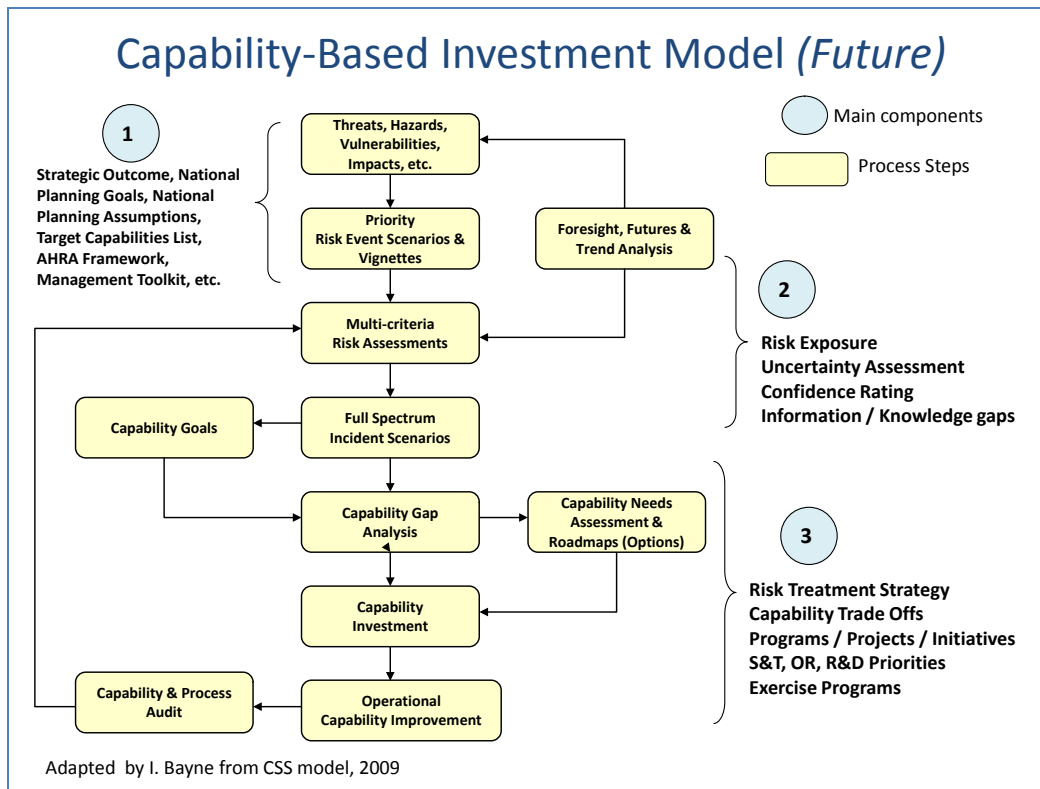 Capability-Based Investment Model (Future)
1
Strategic Outcome, National
Planning Goals, National
Planning Assumptions,
Target Capabilities List,
AHRA Framework,
Management Toolkit, etc.
Threats, Hazards,
Vulnerabilities,
Impacts, etc.
Main components
Process Steps
Priority
Risk Event Scenarios &
Vignettes
Foresight, Futures &
Trend Analysis
2
Risk Exposure
Uncertainty Assessment
Confidence Rating
Information / Knowledge gaps
Multi-criteria
Risk Assessments
Capability Goals
Full Spectrum
Incident Scenarios
Capability Gap
Analysis
Capability Needs
Assessment &
Roadmaps (Options)
3
Risk Treatment Strategy
Capability Trade Offs
Programs / Projects / Initiatives
S&T, OR, R&D Priorities
Exercise Programs
Capability
Investment
Capability & Process
Audit
Operational
Capability Improvement
Adapted by I. Bayne from CSS model, 2009